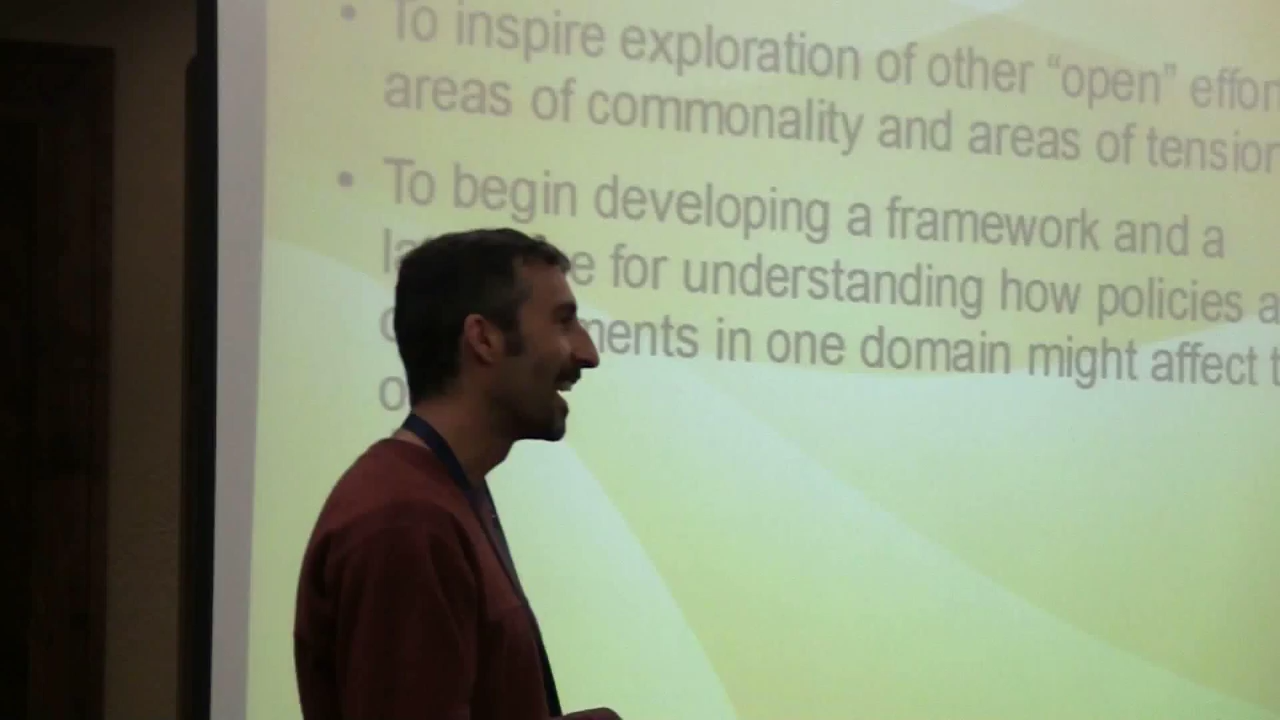 • To inspire exploration of other “open” effor
areas of commonality and areas of tension
• To begin developing a framework and a
for understanding how policies a
in one domain might affect t